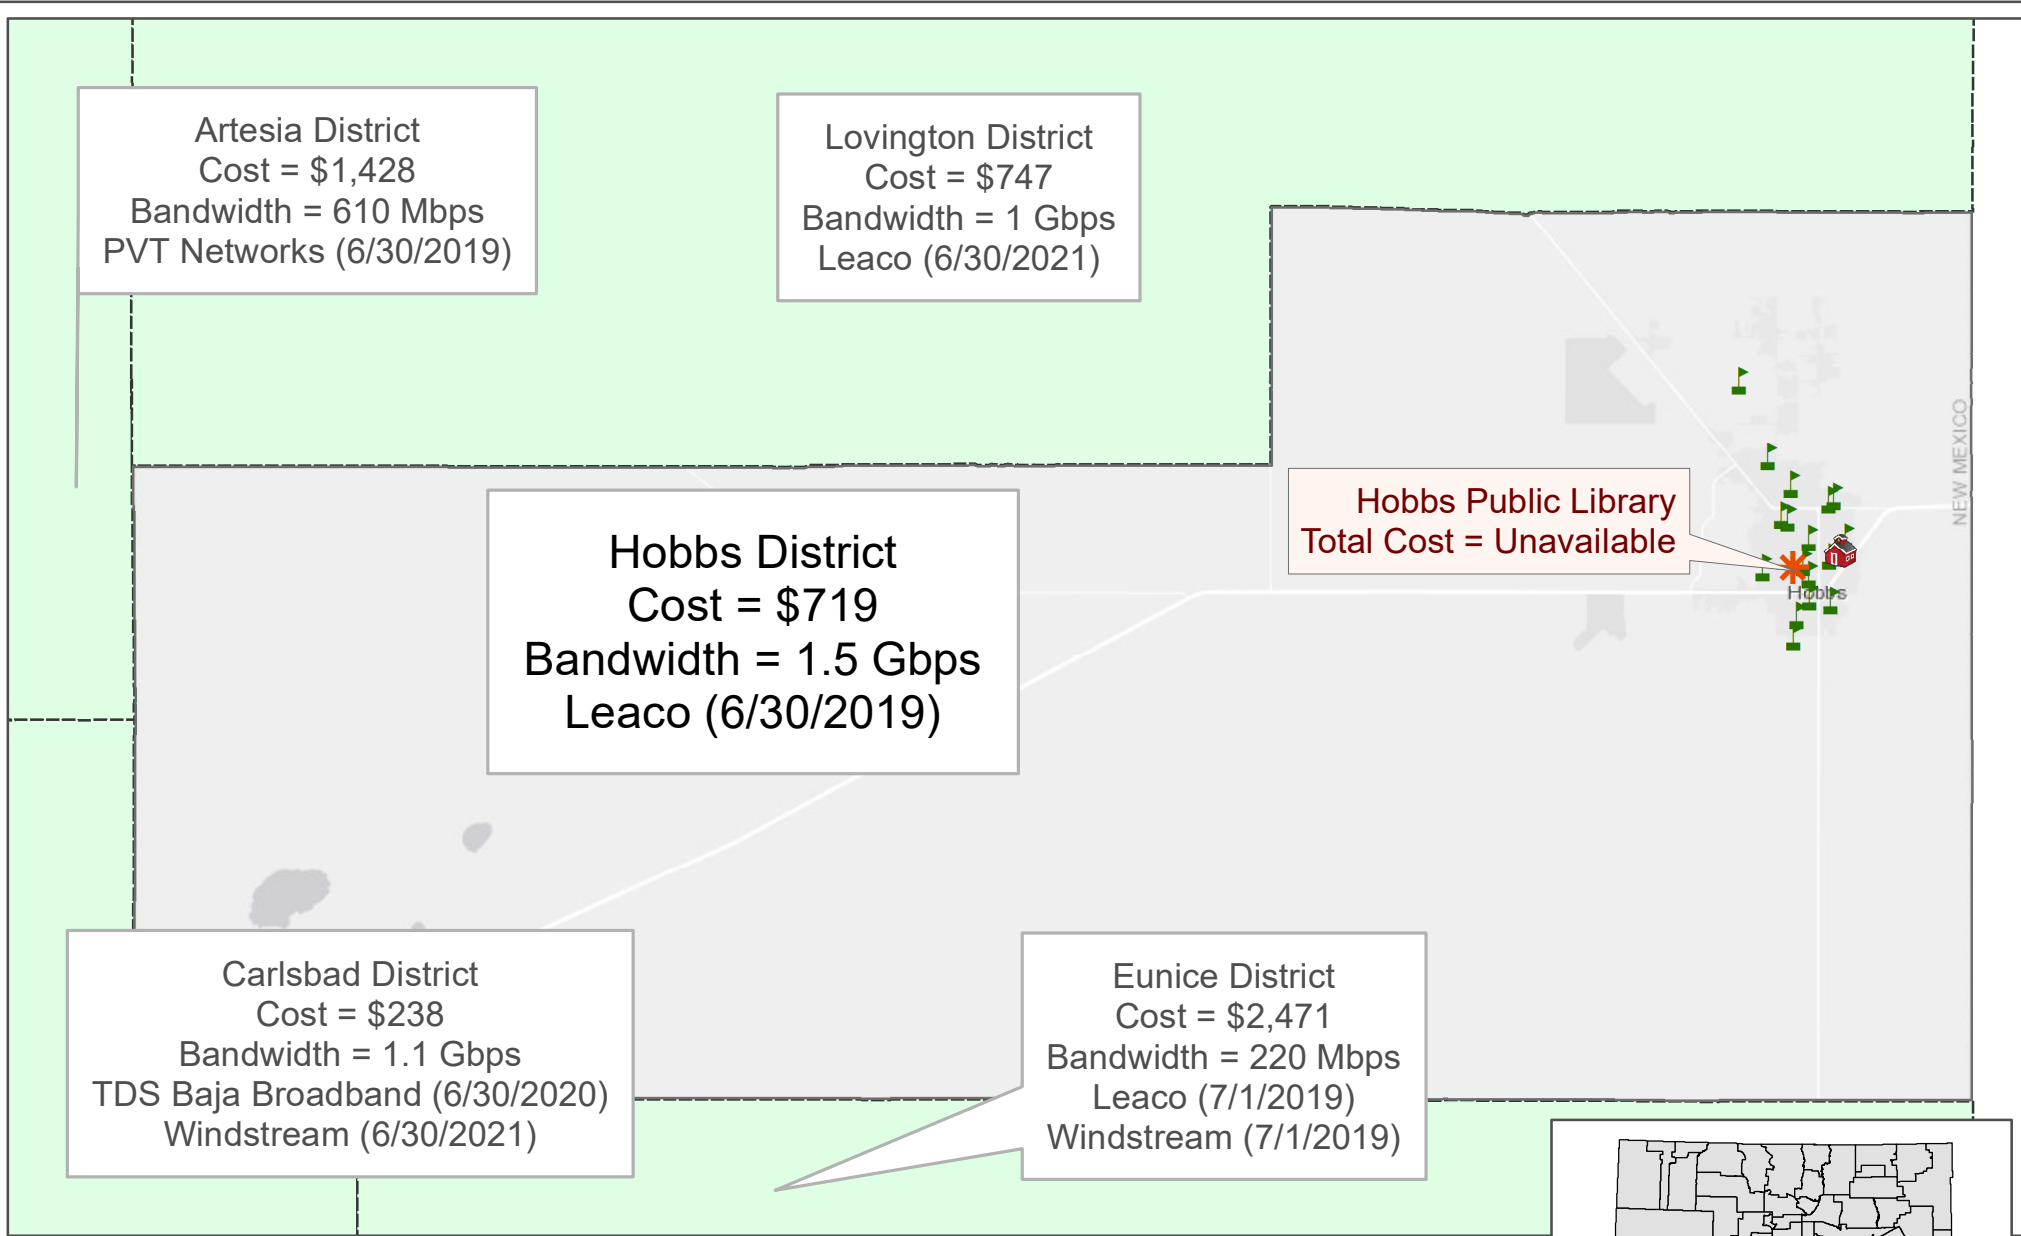 Artesia District
Cost = $1,428
Bandwidth = 610 Mbps
PVT Networks (6/30/2019)
Lovington District
Cost = $747
Bandwidth = 1 Gbps
Leaco (6/30/2021)
Hobbs District
Cost = $719
Bandwidth = 1.5 Gbps
Leaco (6/30/2019)
Hobbs Public Library
Total Cost = Unavailable
NEW MEXICO
Hobbs
Carlsbad District
Cost = $238
Bandwidth = 1.1 Gbps
TDS Baja Broadband (6/30/2020)
Windstream (6/30/2021)
Eunice District
Cost = $2,471
Bandwidth = 220 Mbps
Leaco (7/1/2019)
Windstream (7/1/2019)